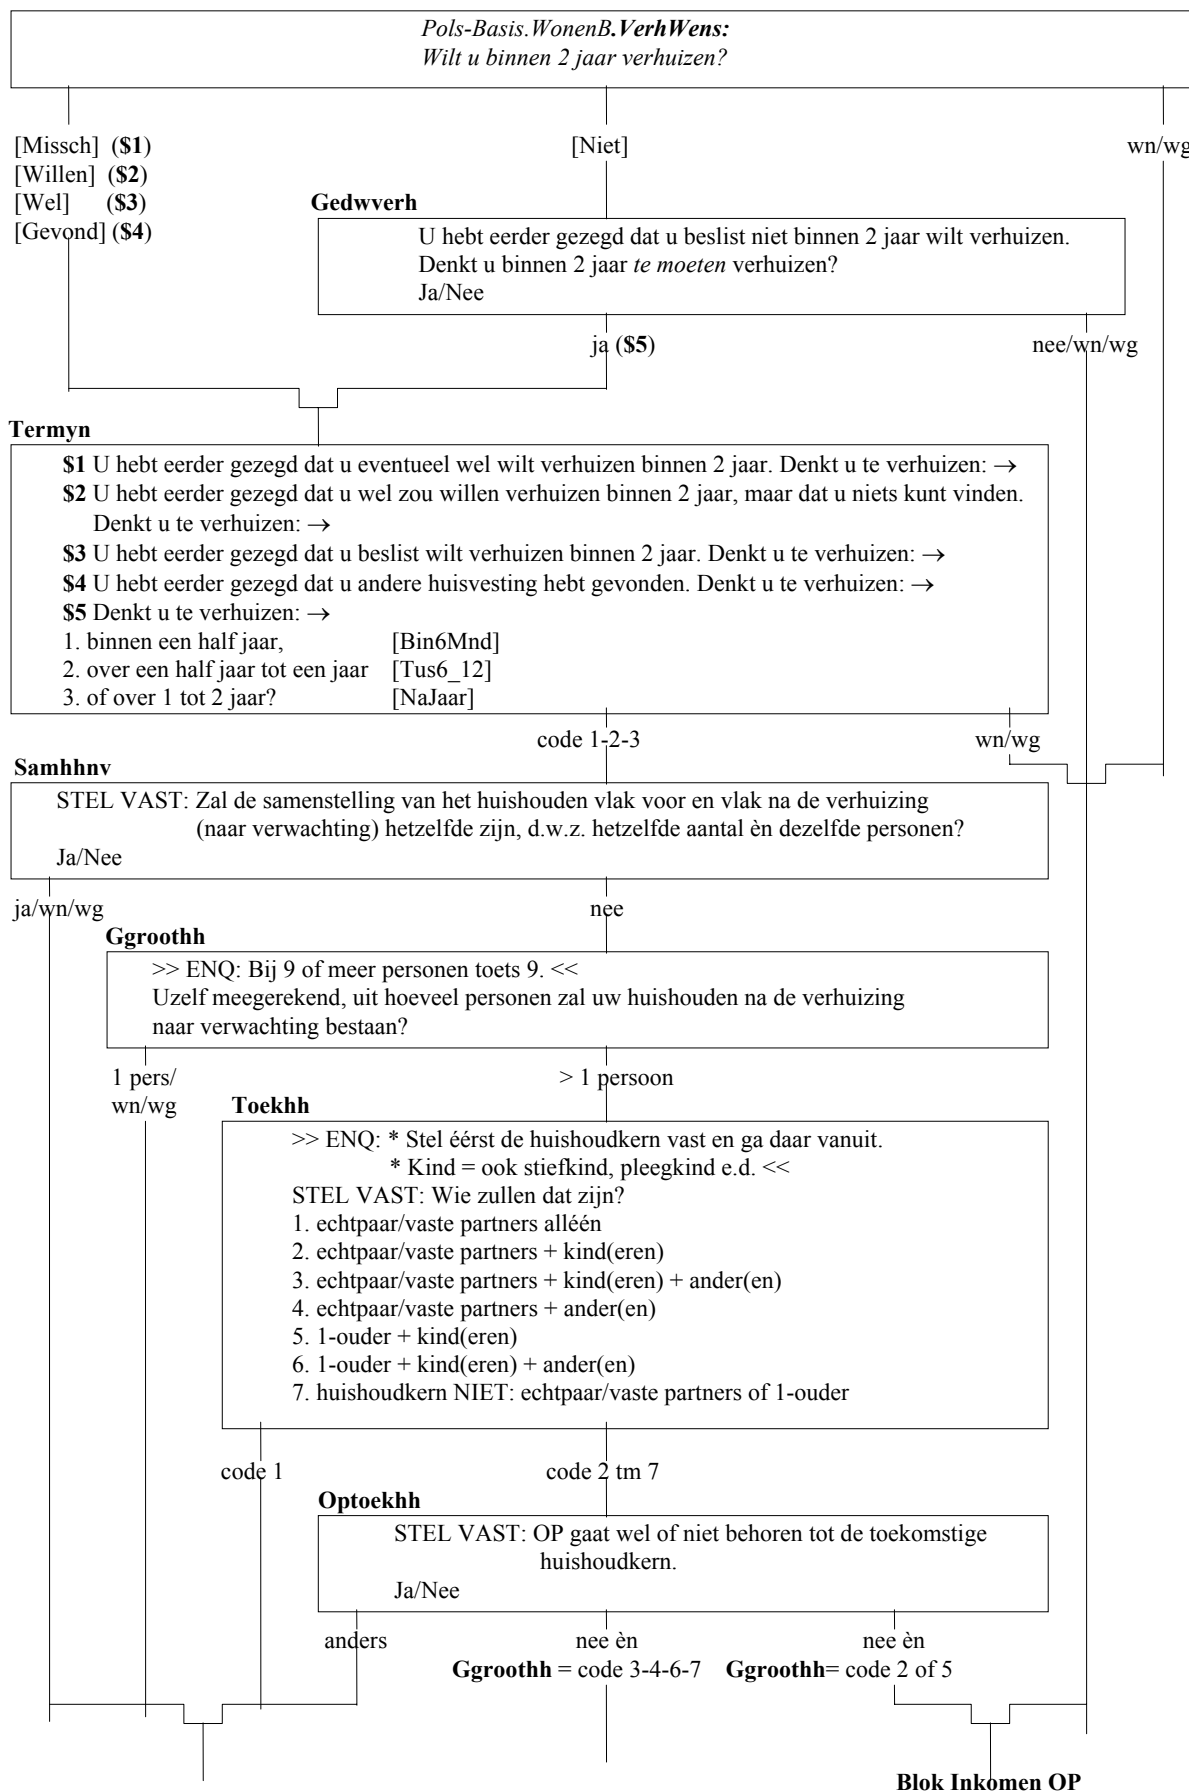 Pols-Basis.WonenB.VerhWens:
Wilt u binnen 2 jaar verhuizen?
[Missch] ($1)
[Willen] ($2)
[Wel] ($3)
[Gevond] ($4)
[Niet]
wn/wg
Gedwverh
U hebt eerder gezegd dat u beslist niet binnen 2 jaar wilt verhuizen.
Denkt u binnen 2 jaar te moeten verhuizen?
Ja/Nee
ja ($5)
nee/wn/wg
Termyn
$1 U hebt eerder gezegd dat u eventueel wel wilt verhuizen binnen 2 jaar. Denkt u te verhuizen: →
$2 U hebt eerder gezegd dat u wel zou willen verhuizen binnen 2 jaar, maar dat u niets kunt vinden.
Denkt u te verhuizen: →
$3 U hebt eerder gezegd dat u beslist wilt verhuizen binnen 2 jaar. Denkt u te verhuizen: →
$4 U hebt eerder gezegd dat u andere huisvesting hebt gevonden. Denkt u te verhuizen: →
$5 Denkt u te verhuizen: →
1. binnen een half jaar, [Bin6Mnd]
2. over een half jaar tot een jaar [Tus6_12]
3. of over 1 tot 2 jaar? [NaJaar]
code 1-2-3
wn/wg
Samhhnv
STEL VAST: Zal de samenstelling van het huishouden vlak voor en vlak na de verhuizing
(naar verwachting) hetzelfde zijn, d.w.z. hetzelfde aantal èn dezelfde personen?
Ja/Nee
ja/wn/wg
nee
Ggroothh
>> ENQ: Bij 9 of meer personen toets 9. <<
Uzelf meegerekend, uit hoeveel personen zal uw huishouden na de verhuizing
naar verwachting bestaan?
1 pers/
wn/wg
> 1 persoon
Toekhh
>> ENQ: * Stel éérst de huishoudkern vast en ga daar vanuit.
* Kind = ook stiefkind, pleegkind e.d. <<
STEL VAST: Wie zullen dat zijn?
1. echtpaar/vaste partners alléén
2. echtpaar/vaste partners + kind(eren)
3. echtpaar/vaste partners + kind(eren) + ander(en)
4. echtpaar/vaste partners + ander(en)
5. 1-ouder + kind(eren)
6. 1-ouder + kind(eren) + ander(en)
7. huishoudkern NIET: echtpaar/vaste partners of 1-ouder
code 1
code 2 tm 7
Optoekhh
STEL VAST: OP gaat wel of niet behoren tot de toekomstige
huishoudkern.
Ja/Nee
anders
nee èn
Ggroothh = code 3-4-6-7
nee èn
Ggroothh= code 2 of 5
Blok Inkomen OP